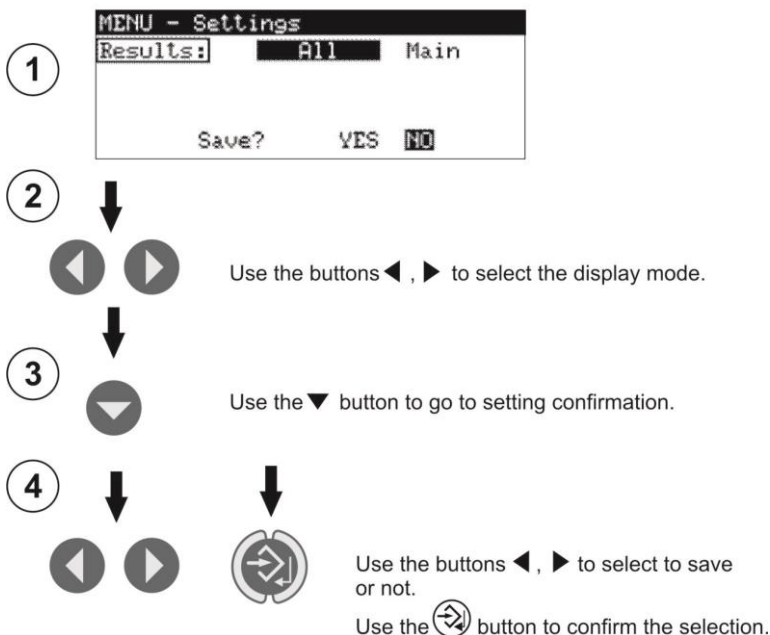 MENU - Settings
Results: All Main
Save? YES NO
1
2
Use the buttons ◀ , ▶ to select the display mode.
3
Use the ▼ button to go to setting confirmation.
4
Use the buttons ◀ , ▶ to select to save
or not.
Use the button to confirm the selection.